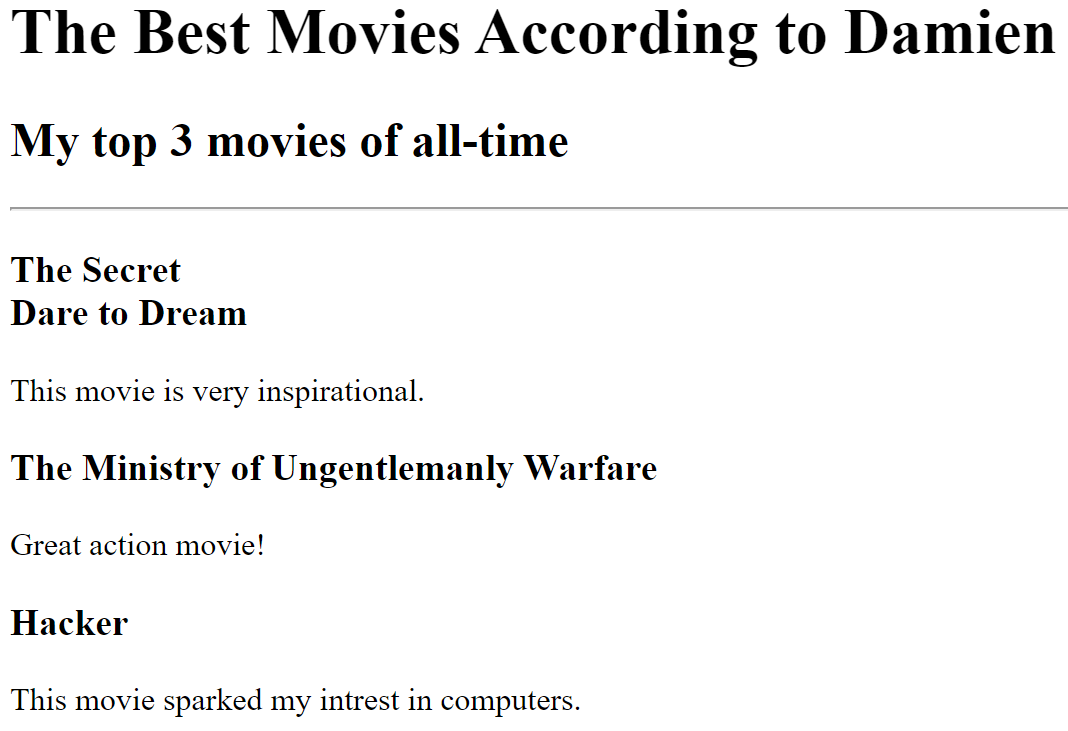 The Best Movies According to Damien
My top 3 movies of all-time
The Secret
Dare to Dream
This movie is very inspirational.
The Ministry of Ungentlemanly Warfare
Great action movie!
Hacker
This movie sparked my intrest in computers.